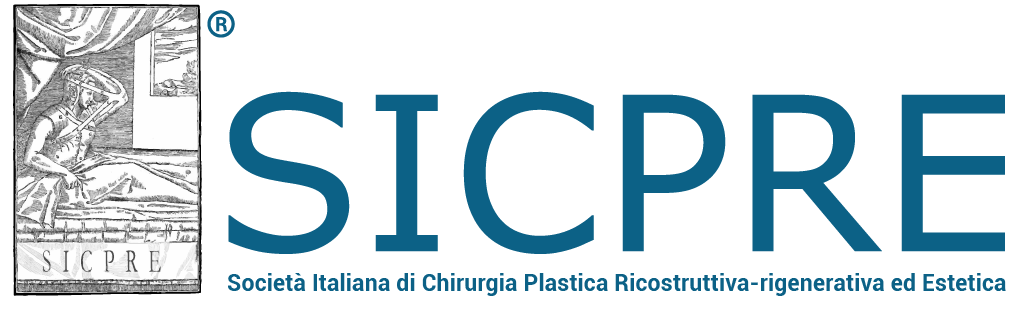 ®
SICPRE
SICPRE
Società Italiana di Chirurgia Plastica Ricostruttiva-rigenerativa ed Estetica